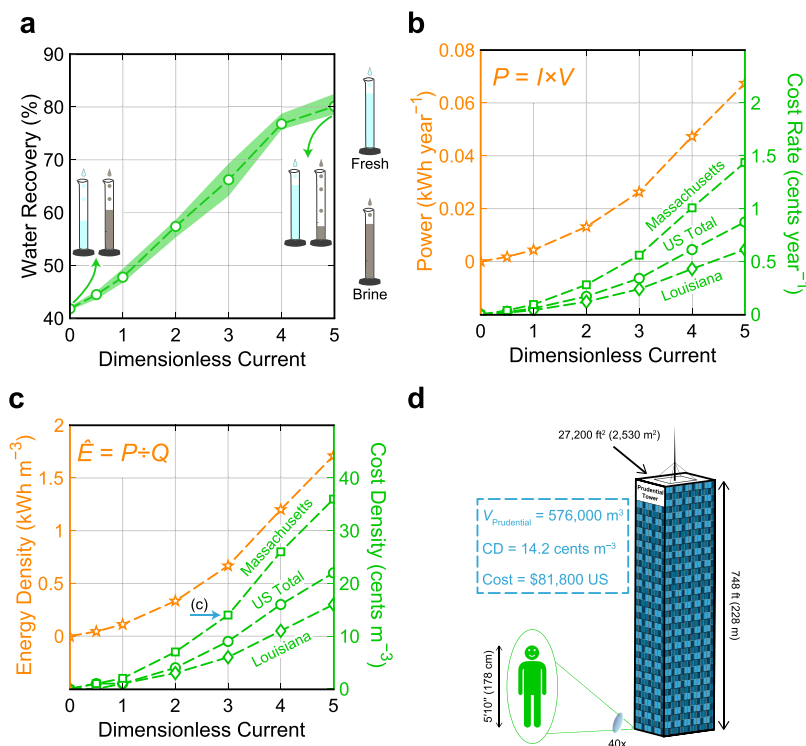 a
Water Recovery (%)
90
80
70
60
50
40
0 1 2 3 4 5
Dimensionless Current
Fresh
Brine
b
P = I×V
Power (kWh year⁻¹)
0.08
0.06
0.04
0.02
0
Massachusetts
US Total
Louisiana
2
1.5
1
0.5
0
Cost Rate (cents year⁻¹)
0 1 2 3 4 5
Dimensionless Current
c
Ê = P÷Q
Energy Density (kWh m⁻³)
2
1.5
1
0.5
0
(c)
Massachusetts
US Total
Louisiana
40
30
20
10
0
Cost Density (cents m⁻³)
0 1 2 3 4 5
Dimensionless Current
d
27,200 ft² (2,530 m²)
Prudential
Tower
V Prudential = 576,000 m³
CD = 14.2 cents m⁻³
Cost = $81,800 US
748 ft (228 m)
5'10" (178 cm)
40x